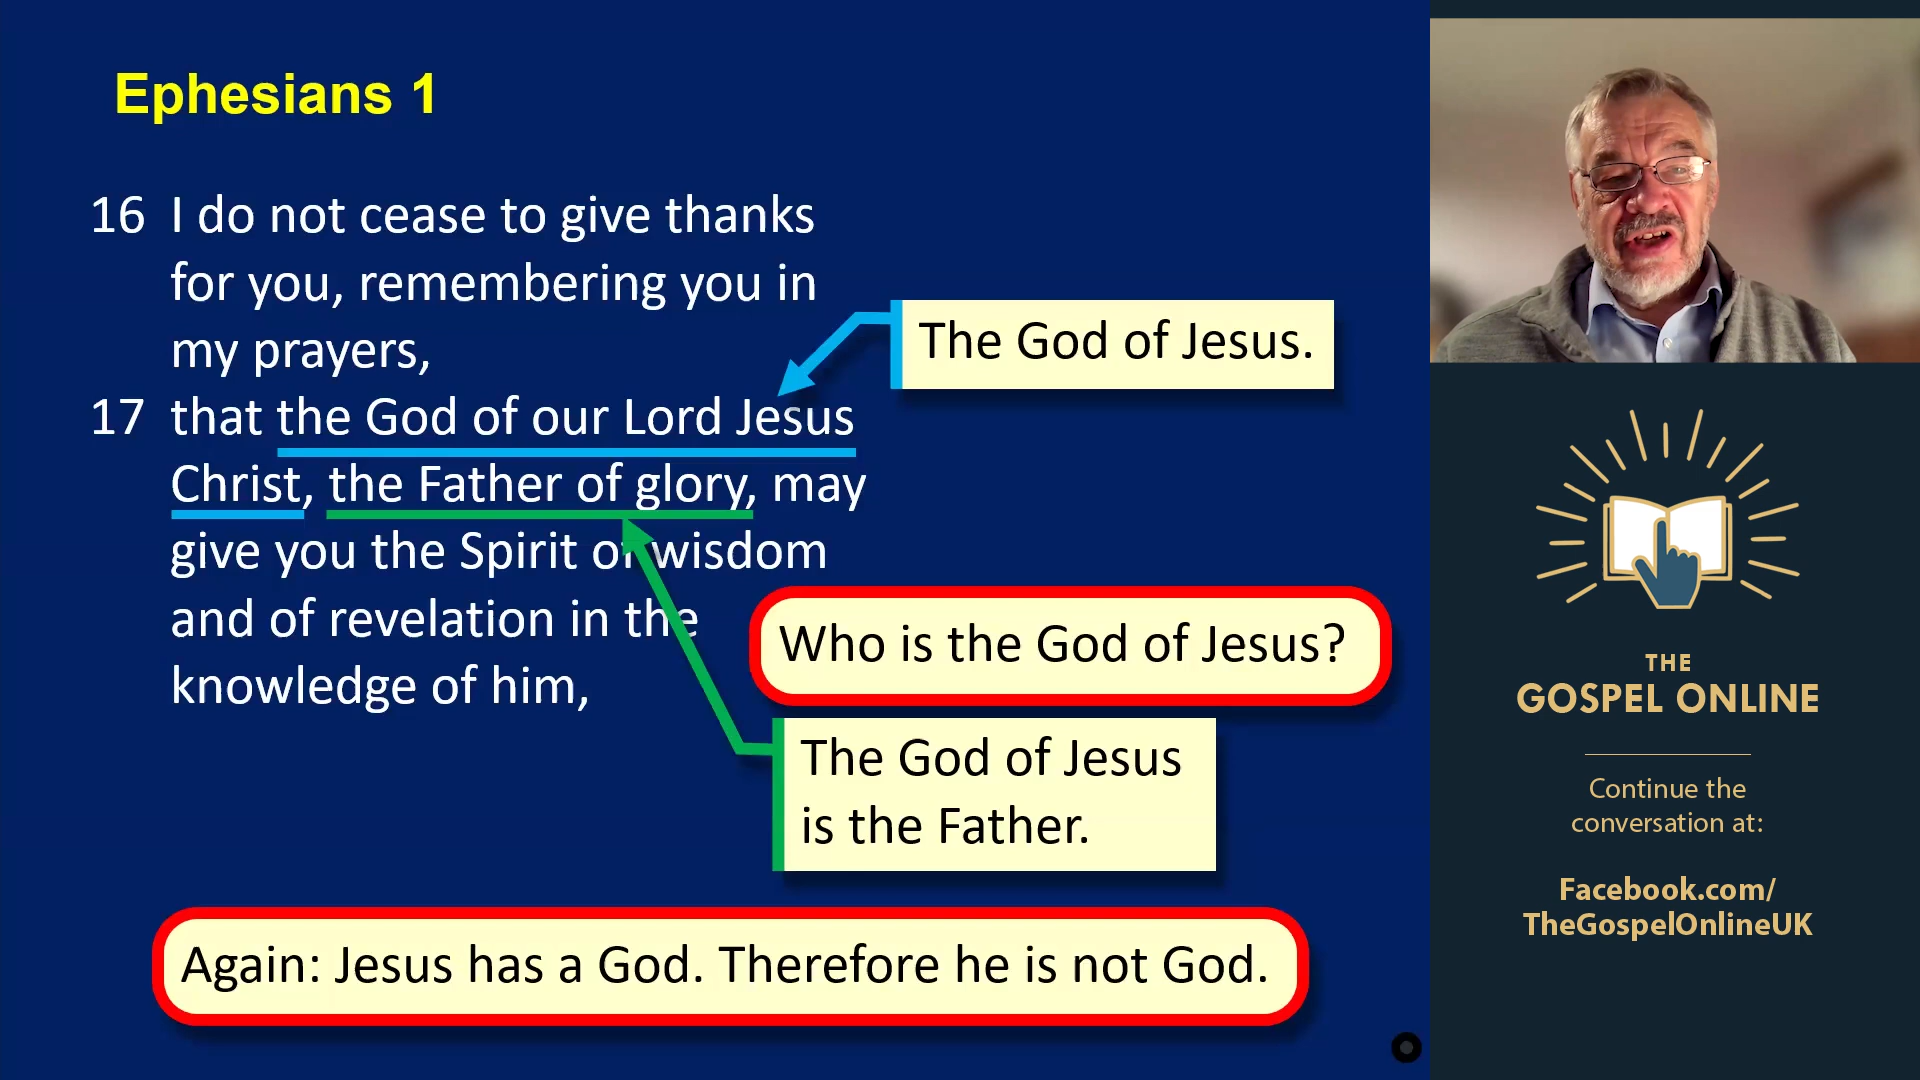 Ephesians 1
16 I do not cease to give thanks
for you, remembering you in
my prayers,
17 that the God of our Lord Jesus
Christ, the Father of glory, may
give you the Spirit of wisdom
and of revelation in the
knowledge of him,
The God of Jesus.
Who is the God of Jesus?
The God of Jesus
is the Father.
Again: Jesus has a God. Therefore he is not God.
THE
GOSPEL ONLINE
Continue the
conversation at:
Facebook.com/
TheGospelOnlineUK